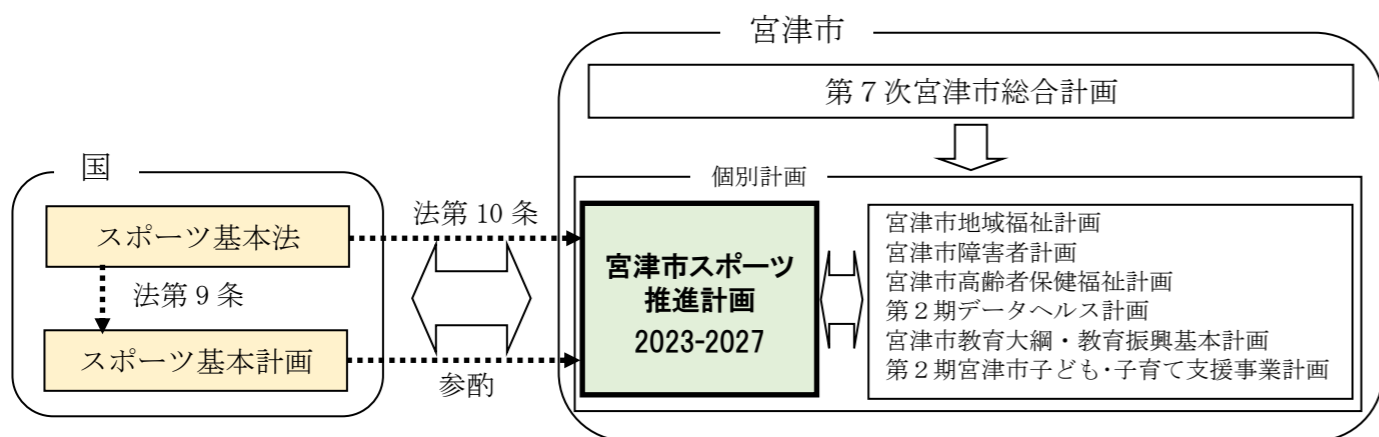 宮津市
第７次宮津市総合計画
国
スポーツ基本法
法第９条
スポーツ基本計画
法第 10 条
参酌
個別計画
宮津市スポーツ
推進計画
2023-2027
宮津市地域福祉計画
宮津市障害者計画
宮津市高齢者保健福祉計画
第２期データヘルス計画
宮津市教育大綱・教育振興基本計画
第２期宮津市子ども・子育て支援事業計画